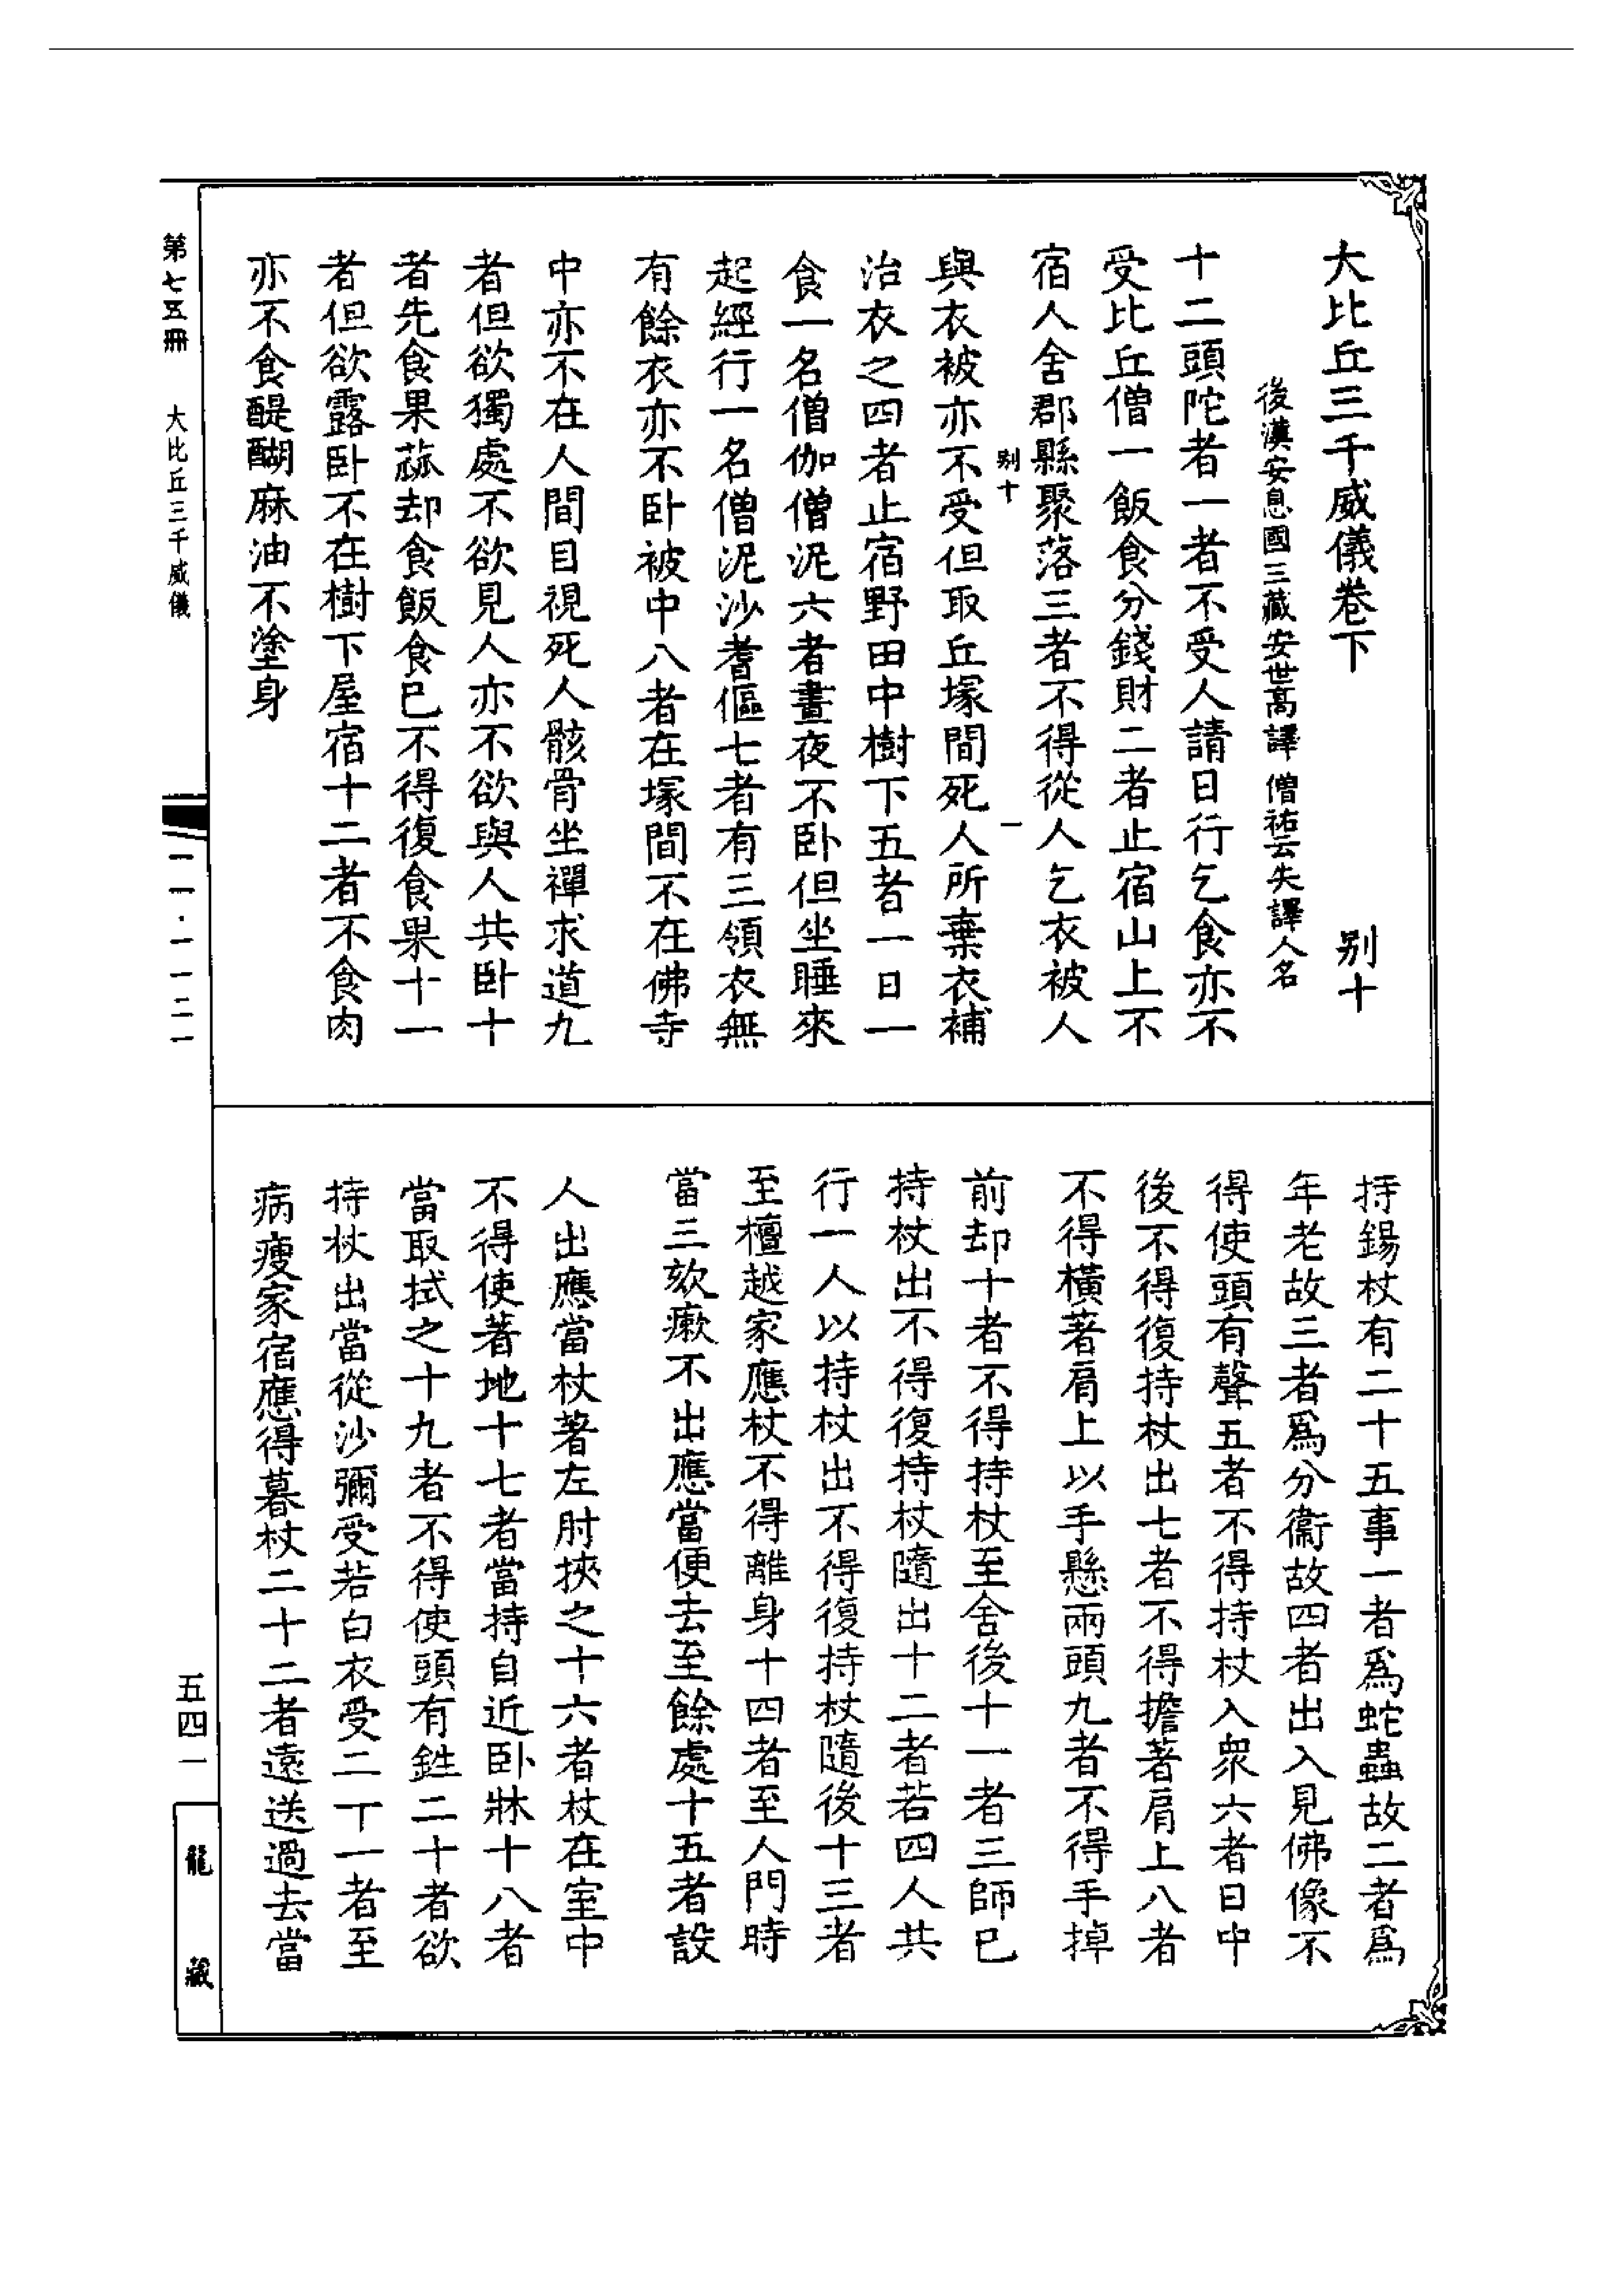 大比丘三千威儀卷下　别十
後漢安息國三藏安世高譯 僧祐云失譯人名
十二頭陀者一者不受人請日行乞食亦不
受比丘僧一飯食分錢財二者止宿山上不
宿人舍郡縣聚落三者不得從人乞衣被人
别十　一
與衣被亦不受但取丘塚間死人所棄衣補
治衣之四者止宿野田中樹下五者一日一
食一名僧伽僧泥六者晝夜不卧但坐睡來
起經行一名僧泥沙耆傴七者有三領衣無
有餘衣亦不卧被中八者在塚間不在佛寺
中亦不在人間目視死人骸骨坐禪求道九
者但欲獨處不欲見人亦不欲與人共卧十
者先食果蓏却食飯食已不得復食果十一
者但欲露卧不在樹下屋宿十二者不食肉
亦不食醍醐麻油不塗身
持錫杖有二十五事一者爲蛇蟲故二者爲
年老故三者爲分衞故四者出入見佛像不
得使頭有聲五者不得持杖入衆六者日中
後不得復持杖出七者不得擔著肩上八者
不得橫著肩上以手懸兩頭九者不得手掉
前却十者不得持杖至舍後十一者三師已
持杖出不得復持杖隨出十二者若四人共
行一人以持杖出不得復持杖隨後十三者
至檀越家應杖不得離身十四者至人門時
當三欬瘷不出應當便去至餘處十五者設
人出應當杖著左肘挾之十六者杖在室中
不得使著地十七者當持自近卧牀十八者
當取拭之十九者不得使頭有鉎二十者欲
持杖出當從沙彌受若白衣受二丁一者至
病瘦家宿應得暮杖二十二者遠送過去當
第七五冊　大比丘三千威儀
一一·一一二一
五四一
龍藏